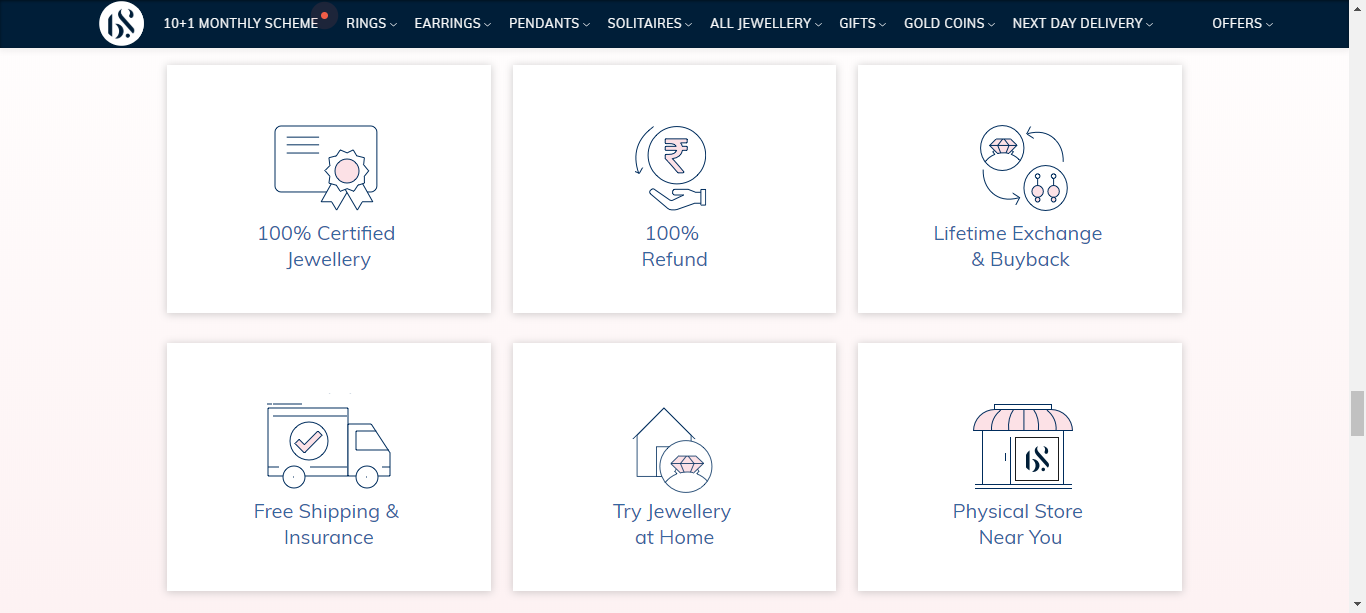 10+1 MONTHLY SCHEME RINGS EARRINGS PENDANTS SOLITAIRES ALL JEWELLERY GIFTS GOLD COINS NEXT DAY DELIVERY OFFERS
100% Certified
Jewellery
₹
100%
Refund
Lifetime Exchange
& Buyback
Free Shipping &
Insurance
Try Jewellery
at Home
Physical Store
Near You